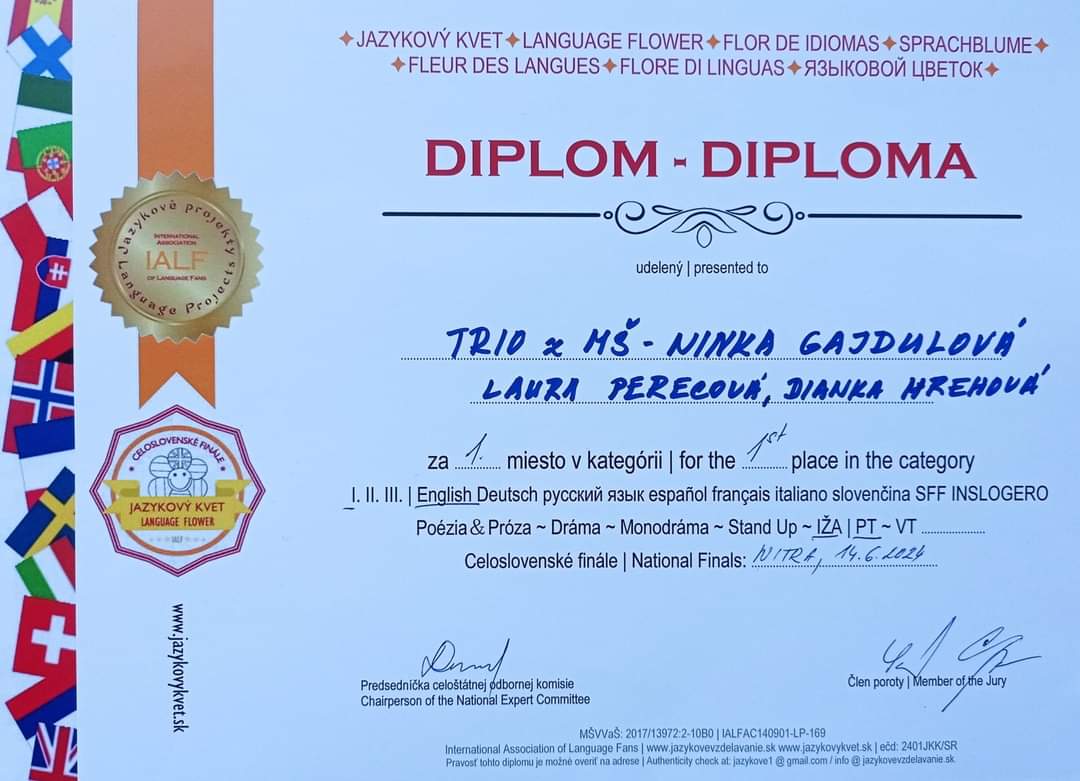 ✦JAZYKOVÝ KVET✦LANGUAGE FLOWER✦FLOR DE IDIOMAS✦SPRACHBLUME✦
✦FLEUR DES LANGUES✦FLORE DI LINGUAS✦ЯЗЫКОВОЙ ЦВЕТОК✦
DIPLOM - DIPLOMA
udelený | presented to
Jazykové projekty
INTERNATIONAL
ASSOCIATION
IALF
OF LANGUAGE FANS
Language Projects
TRIO z MŠ - NINKA GAJDULOVÁ
LAURA PERECOVÁ, DIANKA HREHOVÁ
za 1. miesto v kategórii | for the 1st place in the category
I. II. III. | English Deutsch русский язык español français italiano slovenčina SFF INSLOGERO
Poézia & Próza ~ Dráma ~ Monodráma ~ Stand Up ~ IŽA | PT ~ VT
Celoslovenské finále | National Finals: NITRA, 14.6.2024
CELOSLOVENSKÉ FINÁLE
JAZYKOVÝ KVET
LANGUAGE FLOWER
IALF
www.jazykovykvet.sk
Predsedníčka celoštátnej odbornej komisie
Chairperson of the National Expert Committee
Člen poroty | Member of the Jury
MŠVVaŠ: 2017/13972:2-10B0 | IALFAC140901-LP-169
International Association of Language Fans | www.jazykovevzdelavanie.sk www.jazykovykvet.sk | ečd: 2401JKK/SR
Pravosť tohto diplomu je možné overiť na adrese | Authenticity check at: jazykove1 @ gmail.com / info @ jazykovevzdelavanie.sk